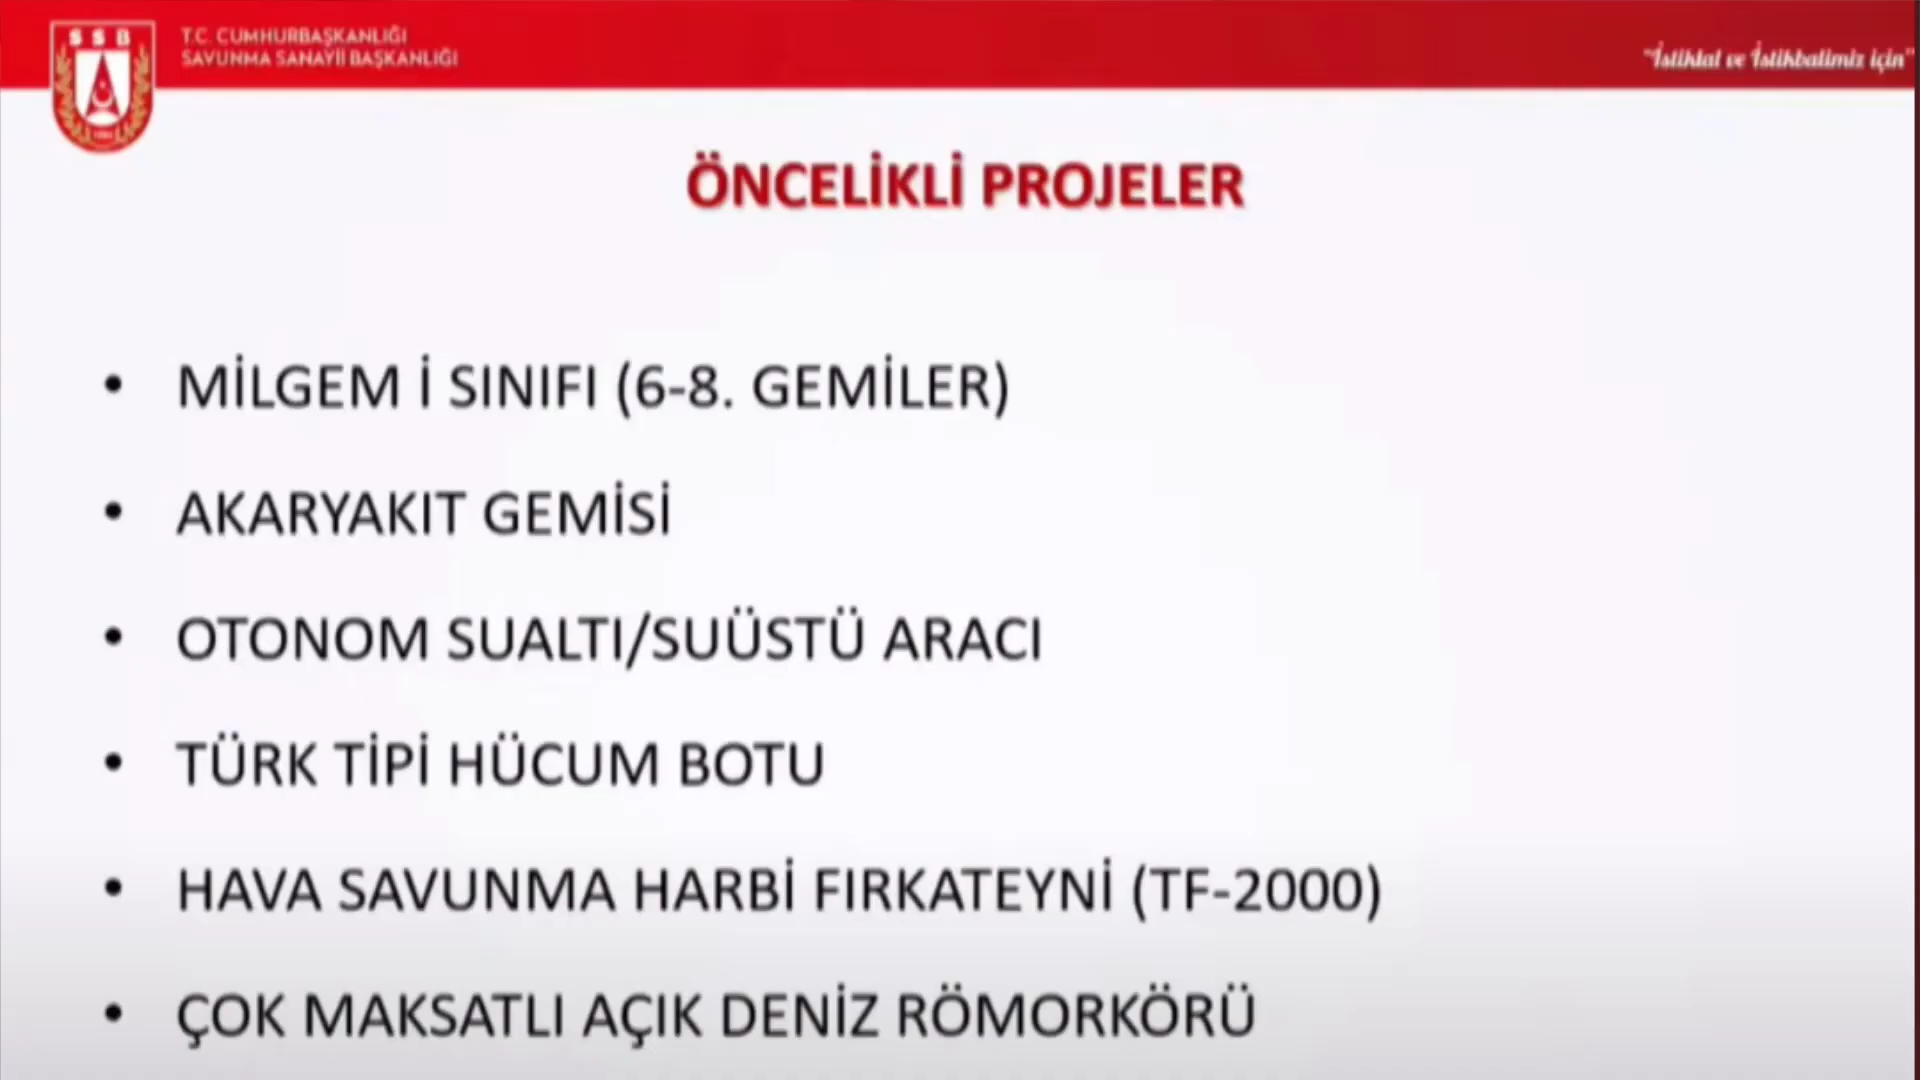 SSB
T.C. CUMHURBAŞKANLIĞI
SAVUNMA SANAYİİ BAŞKANLIĞI
"İstiklal ve İstikbalimiz için"
ÖNCELİKLİ PROJELER
• MİLGEM İ SINIFI (6-8. GEMİLER)
• AKARYAKIT GEMİSİ
• OTONOM SUALTI/SUÜSTÜ ARACI
• TÜRK TİPİ HÜCUM BOTU
• HAVA SAVUNMA HARBİ FIRKATEYNİ (TF-2000)
• ÇOK MAKSATLI AÇIK DENİZ RÖMORKÖRÜ